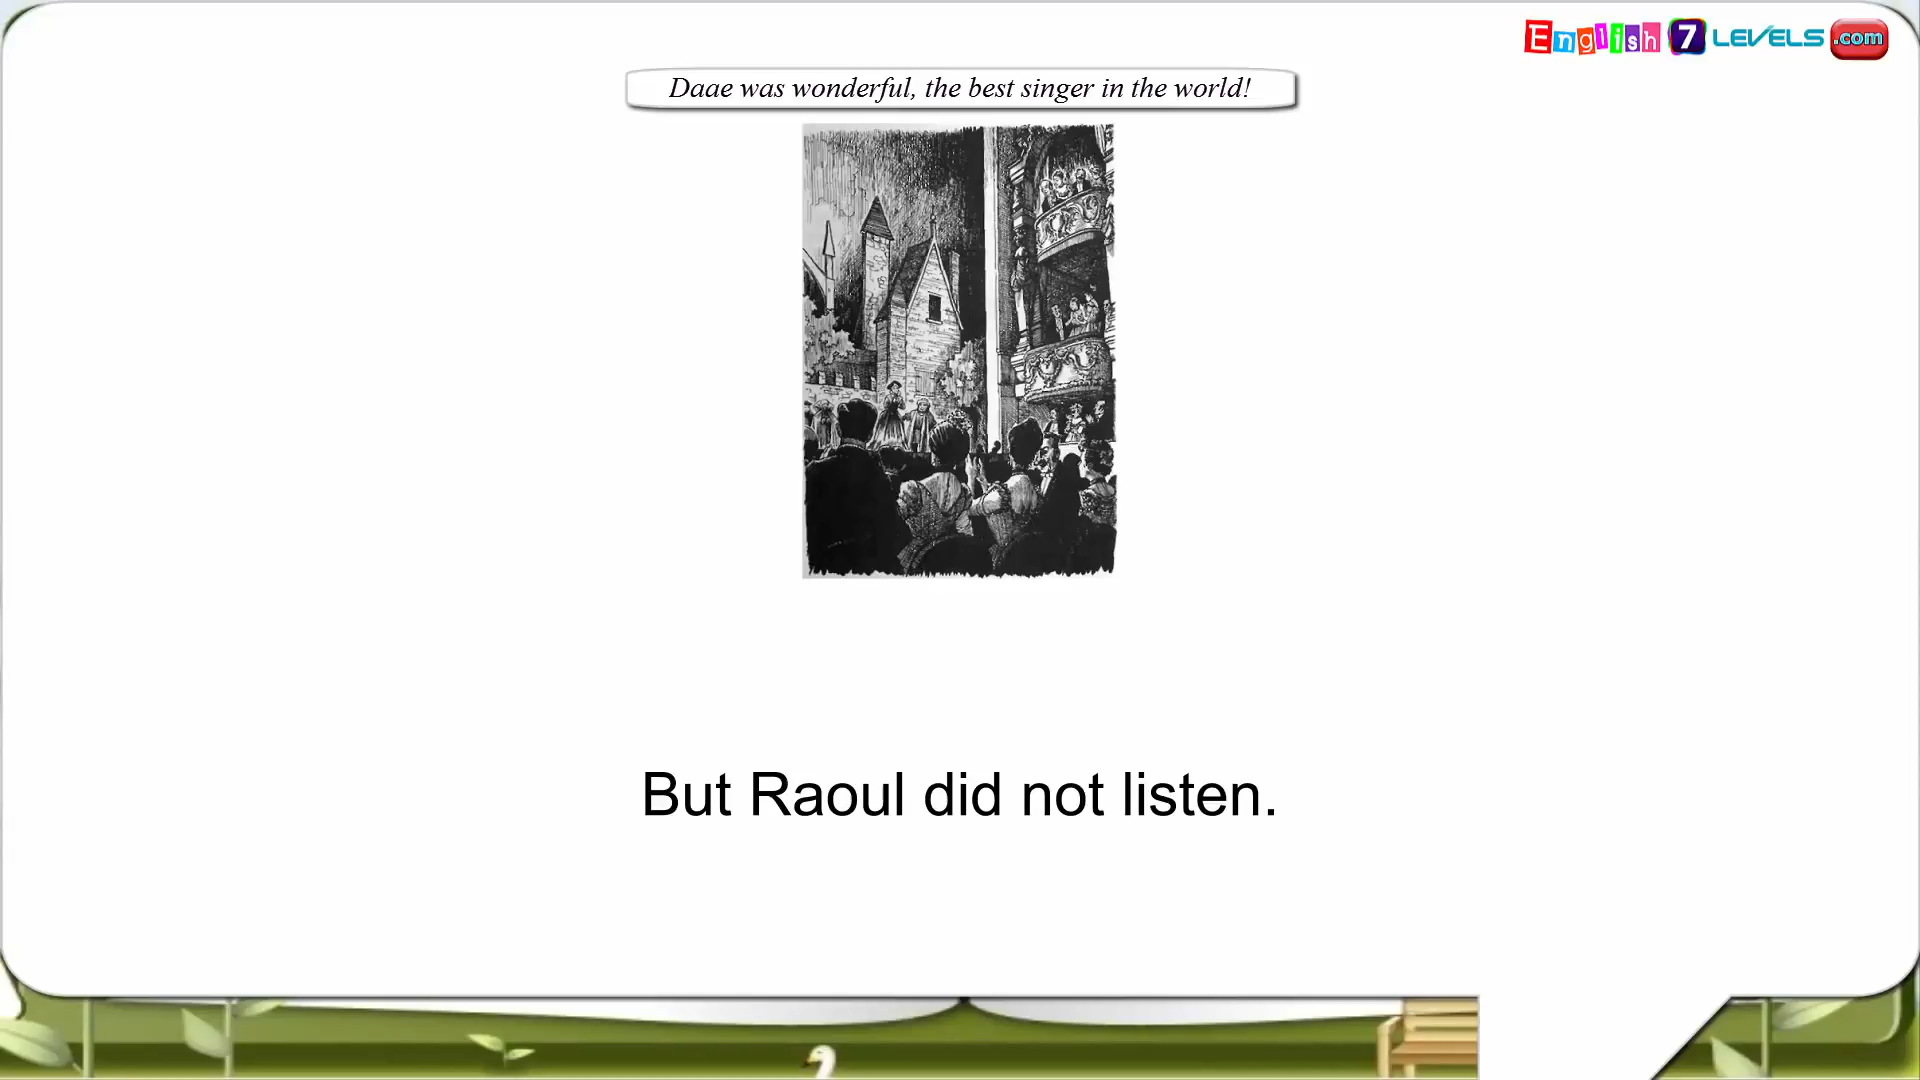 English 7 LEVELS .com
Daae was wonderful, the best singer in the world!
But Raoul did not listen.